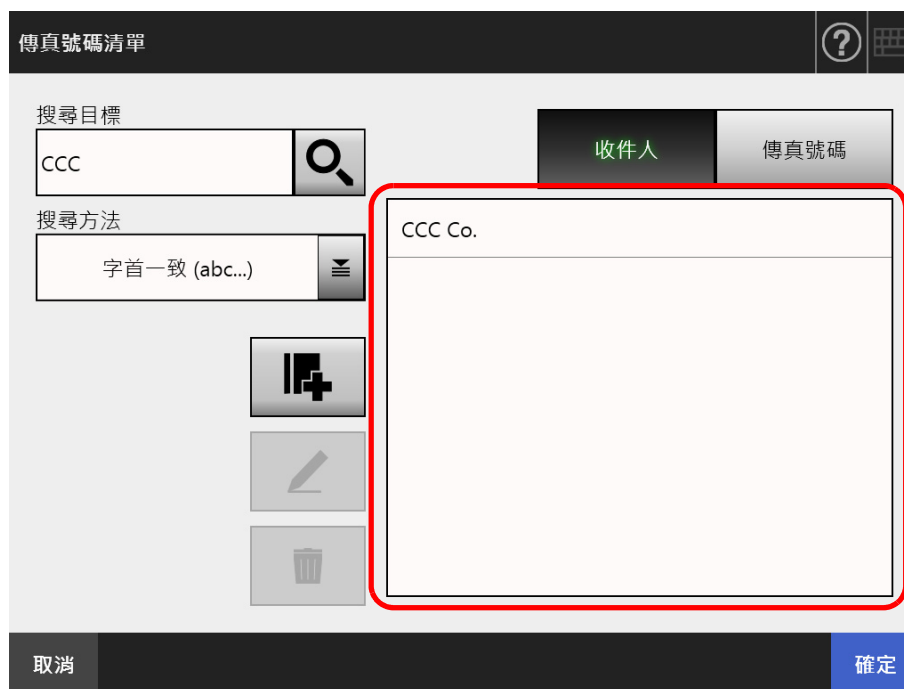 傳真號碼清單
搜尋目標
CCC
搜尋方法
字首一致 (abc...)
收件人
傳真號碼
CCC Co.
取消
確定